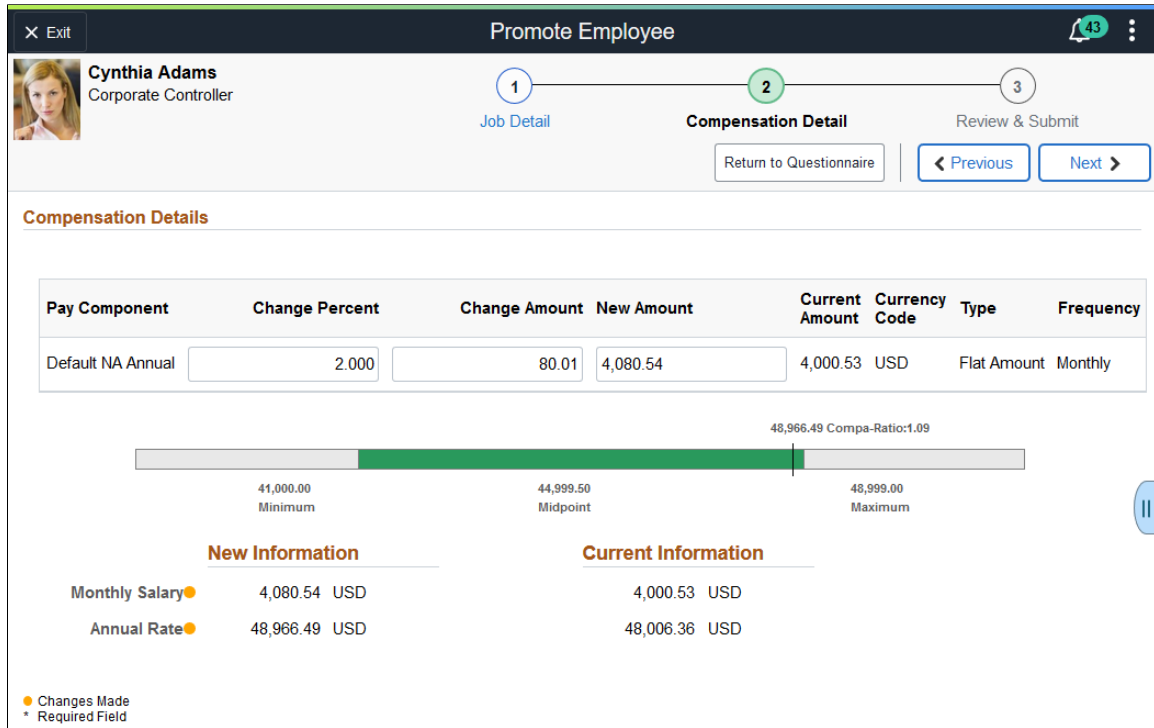 × Exit
Promote Employee
43
Cynthia Adams
Corporate Controller
1
2
3
Job Detail
Compensation Detail
Review & Submit
Return to Questionnaire
Previous
Next
Compensation Details
Pay Component
Change Percent
Change Amount
New Amount
Current Amount
Currency Code
Type
Frequency
Default NA Annual
2.000
80.01
4,080.54
4,000.53
USD
Flat Amount
Monthly
48,966.49 Compa-Ratio:1.09
41,000.00
Minimum
44,999.50
Midpoint
48,999.00
Maximum
New Information
Current Information
Monthly Salary
4,080.54 USD
4,000.53 USD
Annual Rate
48,966.49 USD
48,006.36 USD
Changes Made
* Required Field